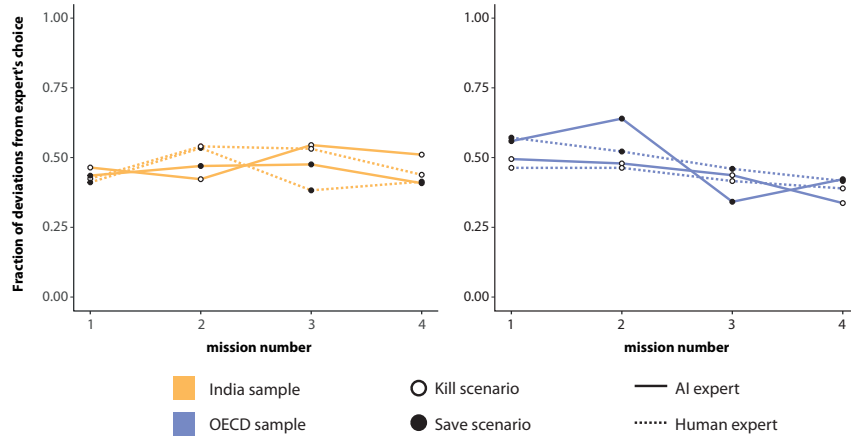 Fraction of deviations from expert's choice
1.00
0.75
0.50
0.25
0.00
1 2 3 4
mission number
1.00
0.75
0.50
0.25
0.00
1 2 3 4
mission number
India sample
Kill scenario
AI expert
OECD sample
Save scenario
Human expert